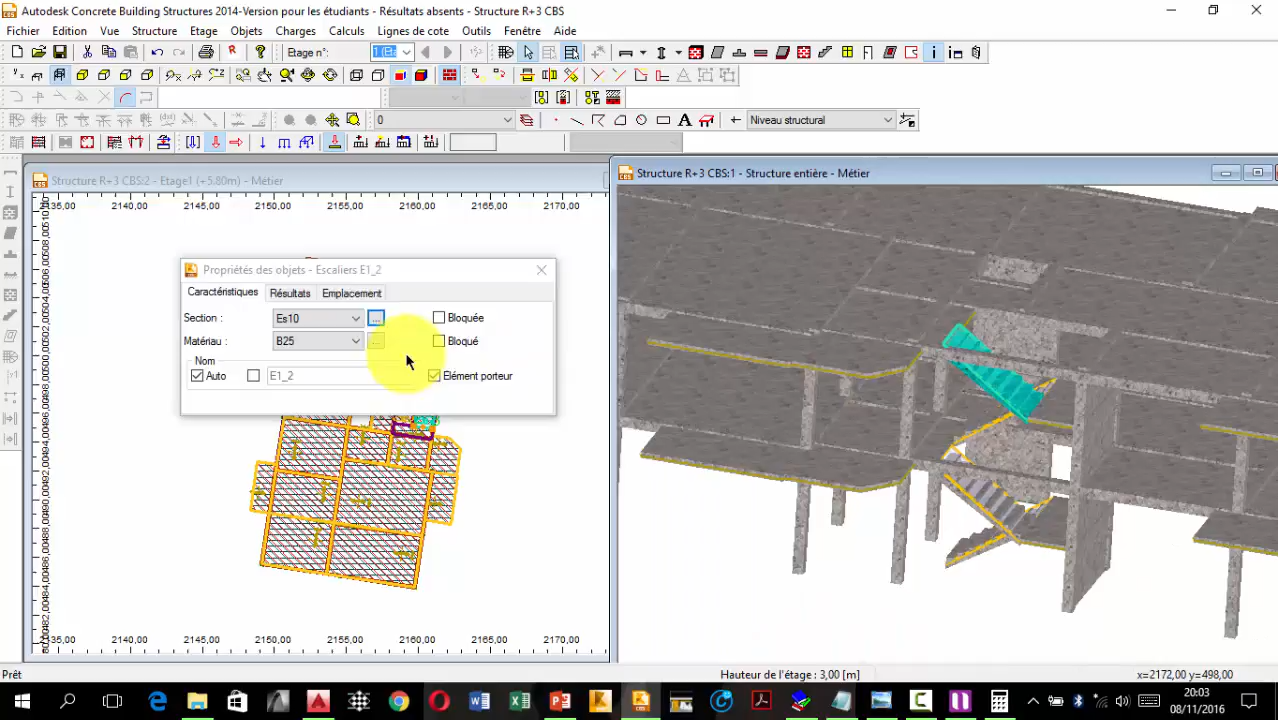 Autodesk Concrete Building Structures 2014-Version pour les étudiants - Résultats absents - Structure R+3 CBS
Fichier Edition Vue Structure Etage Objets Charges Calculs Lignes de cote Outils Fenêtre Aide
Etage n°: 1 (Eta
0 Niveau structural
Structure R+3 CBS:2 - Etage1 (+5.80m) - Métier
Structure R+3 CBS:1 - Structure entière - Métier
2135,00 2140,00 2145,00 2150,00 2155,00 2160,00 2165,00 2170,00
Propriétés des objets - Escaliers E1_2
Caractéristiques Résultats Emplacement
Section : Es10 ... Bloquée
Matériau : B25 ... Bloqué
Nom
Auto E1_2 Elément porteur
2135,00 2140,00 2145,00 2150,00 2155,00 2160,00 2165,00 2170,00
Prêt Hauteur de l'étage : 3,00 [m] x=2172,00 y=498,00
20:03
08/11/2016